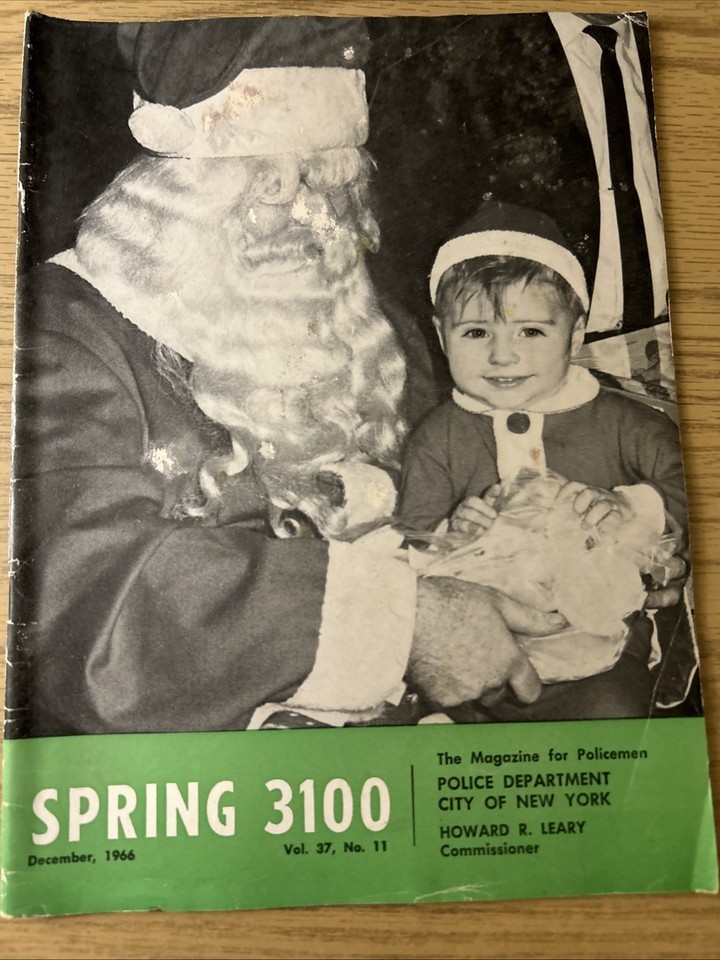 SPRING 3100
December, 1966
Vol. 37, No. 11
The Magazine for Policemen
POLICE DEPARTMENT
CITY OF NEW YORK
HOWARD R. LEARY
Commissioner